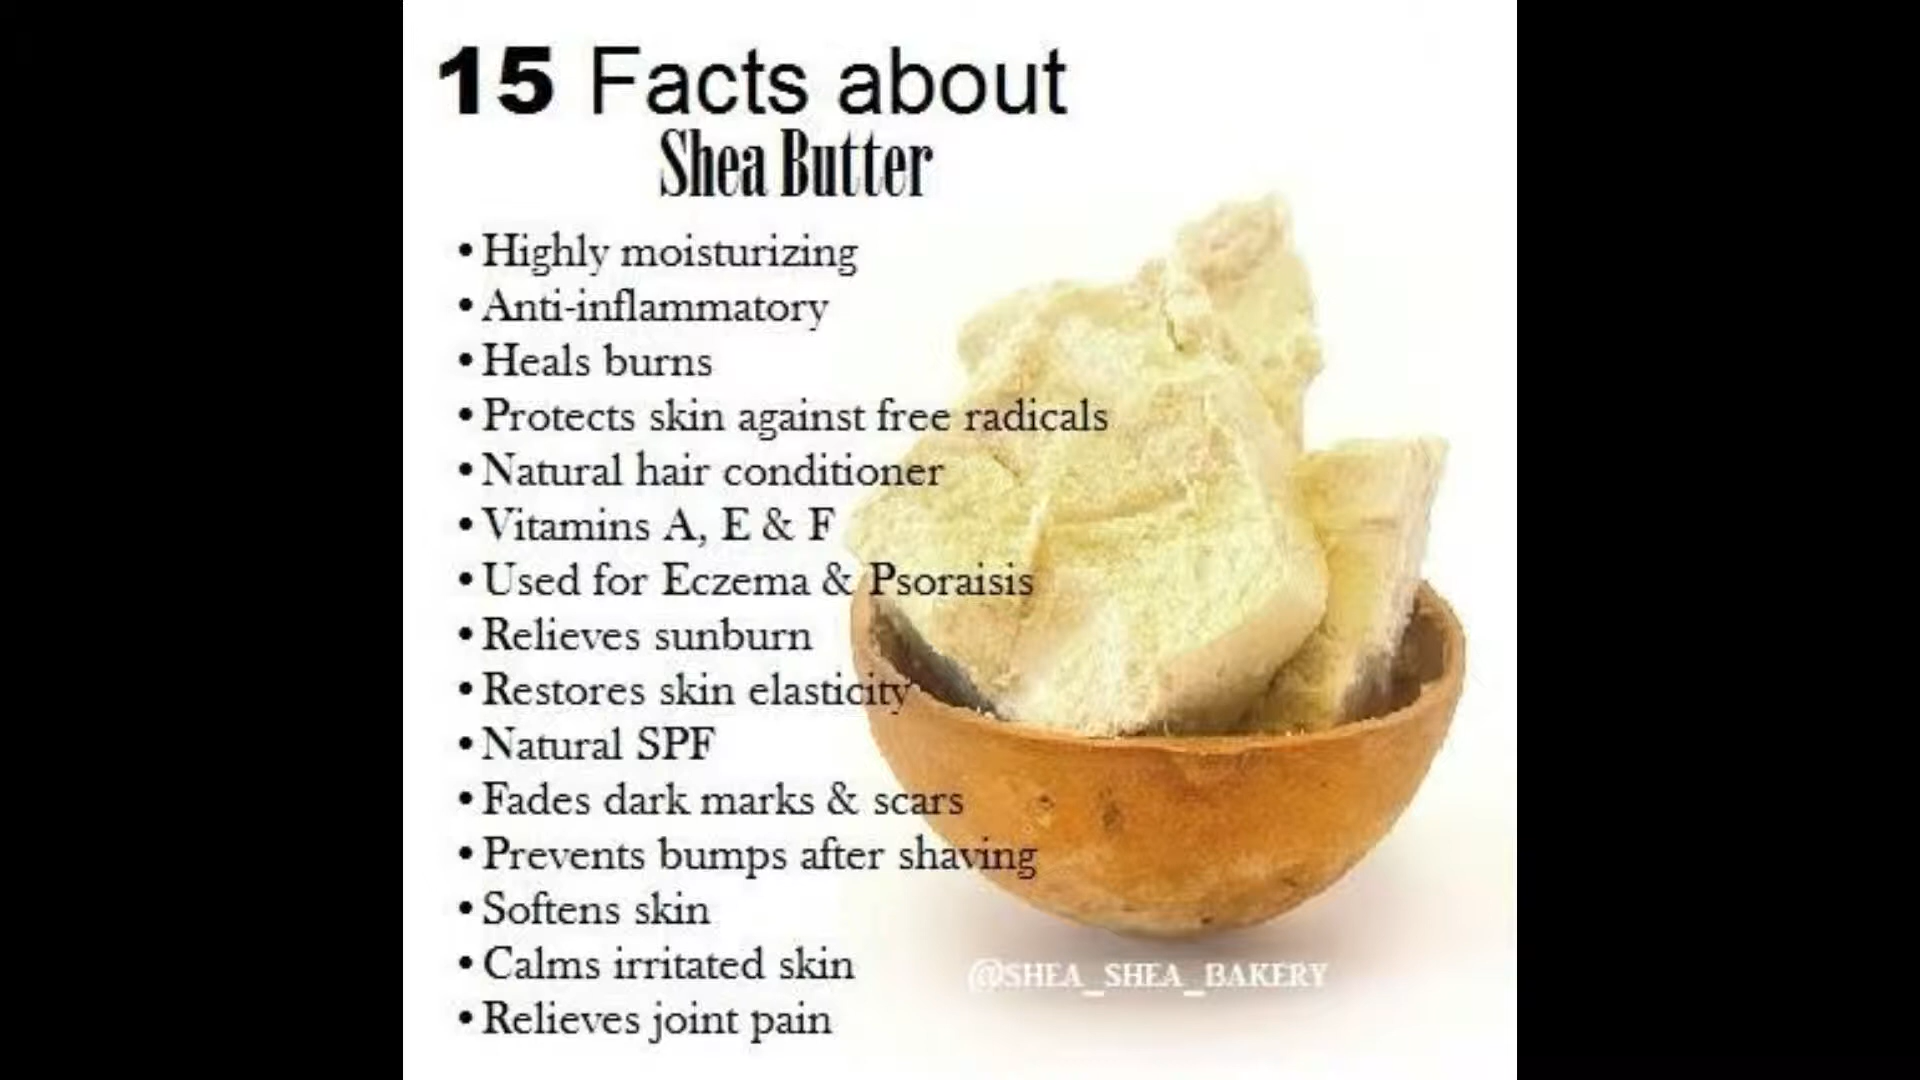 15 Facts about
Shea Butter
• Highly moisturizing
• Anti-inflammatory
• Heals burns
• Protects skin against free radicals
• Natural hair conditioner
• Vitamins A, E & F
• Used for Eczema & Psoraisis
• Relieves sunburn
• Restores skin elasticity
• Natural SPF
• Fades dark marks & scars
• Prevents bumps after shaving
• Softens skin
• Calms irritated skin
• Relieves joint pain
@SHEA_SHEA_BAKERY